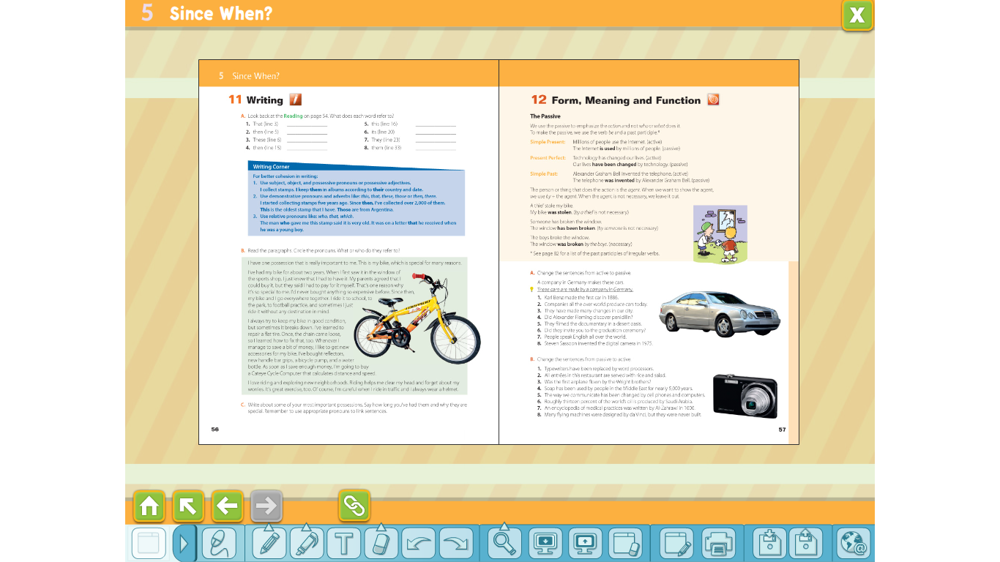 5 Since When?
X
5 Since When?
11 Writing
A. Look back at the Reading on page 54. What does each word refer to?
1. That (line 3)
2. then (line 5)
3. These (line 6)
4. then (line 15)
5. this (line 16)
6. its (line 20)
7. They (line 23)
8. them (line 33)
Writing Corner
For better cohesion in writing:
1. Use subject, object, and possessive pronouns or possessive adjectives.
I collect stamps. I keep them in albums according to their country and date.
2. Use demonstrative pronouns and adverbs like: this, that, these, those or then, there.
I started collecting stamps five years ago. Since then, I've collected over 2,000 of them.
This is the oldest stamp that I have. Those are from Argentina.
3. Use relative pronouns like: who, that, which.
The man who gave me this stamp said it is very old. It was on a letter that he received when
he was a young boy.
B. Read the paragraphs. Circle the pronouns. What or who do they refer to?
I have one possession that is really important to me. This is my bike, which is special for many reasons.
I've had my bike for about two years. When I first saw it in the window of
the sports shop, I just knew that I had to have it. My parents agreed that I
could buy it, but they said I had to pay for it myself. That's one reason why
it's so special to me. I'd never bought anything so expensive before. Since then,
my bike and I go everywhere together. I ride it to school, to
the park, to football practice, and sometimes I just
ride it without any destination in mind.
I always try to keep my bike in good condition,
but sometimes it breaks down. I've learned to
repair a flat tire. Once, the chain came loose,
so I learned how to fix that, too. Whenever I
manage to save a bit of money, I like to get new
accessories for my bike. I've bought reflectors,
new handle bar grips, a bicycle pump, and a water
bottle. As soon as I save enough money, I'm going to buy
a Cateye Cycle Computer that calculates distance and speed.
I love riding and exploring new neighborhoods. Riding helps me clear my head and forget about my
worries. It's great exercise, too. Of course, I'm careful when I ride in traffic and I always wear a helmet.
C. Write about some of your most important possessions. Say how long you've had them and why they are
special. Remember to use appropriate pronouns to link sentences.
56
12 Form, Meaning and Function
The Passive
We use the passive to emphasize the action and not who or what does it.
To make the passive, we use the verb be and a past participle.*
Simple Present: Millions of people use the Internet. (active)
The Internet is used by millions of people. (passive)
Present Perfect: Technology has changed our lives. (active)
Our lives have been changed by technology. (passive)
Simple Past: Alexander Graham Bell invented the telephone. (active)
The telephone was invented by Alexander Graham Bell. (passive)
The person or thing that does the action is the agent. When we want to show the agent,
we use by + the agent. When the agent is not necessary, we leave it out.
A thief stole my bike.
My bike was stolen. (by a thief is not necessary)
Someone has broken the window.
The window has been broken. (by someone is not necessary)
The boys broke the window.
The window was broken by the boys. (necessary)
* See page 82 for a list of the past participles of irregular verbs.
A. Change the sentences from active to passive.
A company in Germany makes these cars.
These cars are made by a company in Germany.
1. Karl Benz made the first car in 1886.
2. Companies all the over world produce cars today.
3. They have made many changes in our city.
4. Did Alexander Fleming discover penicillin?
5. They filmed the documentary in a desert oasis.
6. Did they invite you to the graduation ceremony?
7. People speak English all over the world.
8. Steven Sassoon invented the digital camera in 1975.
B. Change the sentences from passive to active.
1. Typewriters have been replaced by word processors.
2. All entrées in this restaurant are served with rice and salad.
3. Was the first airplane flown by the Wright brothers?
4. Soap has been used by people in the Middle East for nearly 5,000 years.
5. The way we communicate has been changed by cell phones and computers.
6. Roughly thirteen percent of the world's oil is produced by Saudi Arabia.
7. An encyclopedia of medical practices was written by Al-Zahrawi in 1000.
8. Many flying machines were designed by da Vinci, but they were never built.
57
T
@